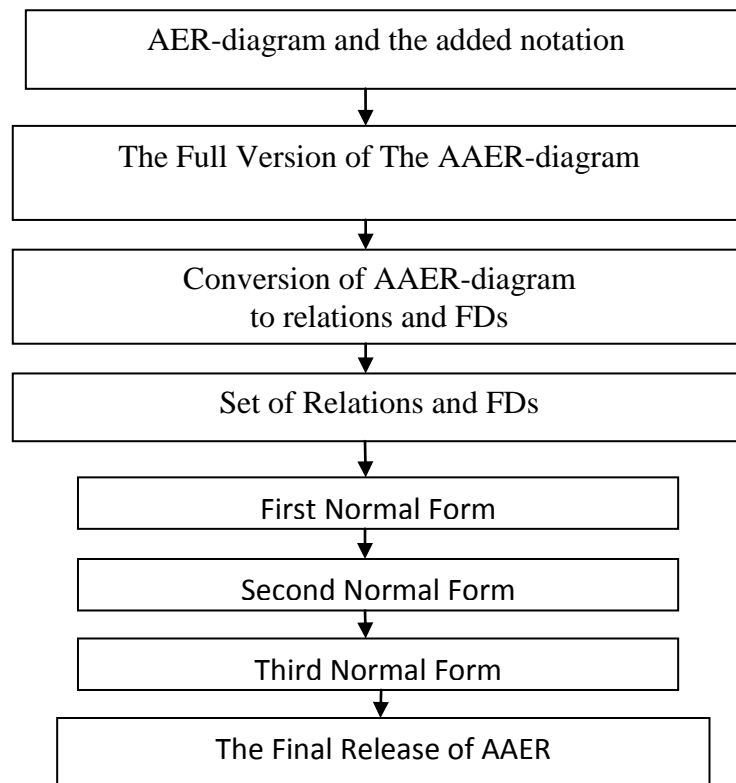 AER-diagram and the added notation
The Full Version of The AAER-diagram
Conversion of AAER-diagram
to relations and FDs
Set of Relations and FDs
First Normal Form
Second Normal Form
Third Normal Form
The Final Release of AAER